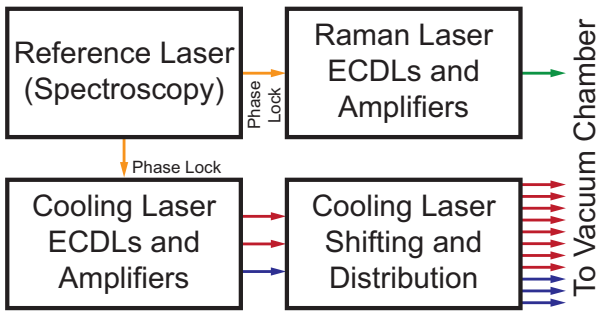 Reference Laser
(Spectroscopy)
Phase
Lock
Raman Laser
ECDLs and
Amplifiers
Phase Lock
Cooling Laser
ECDLs and
Amplifiers
Cooling Laser
Shifting and
Distribution
To Vacuum Chamber